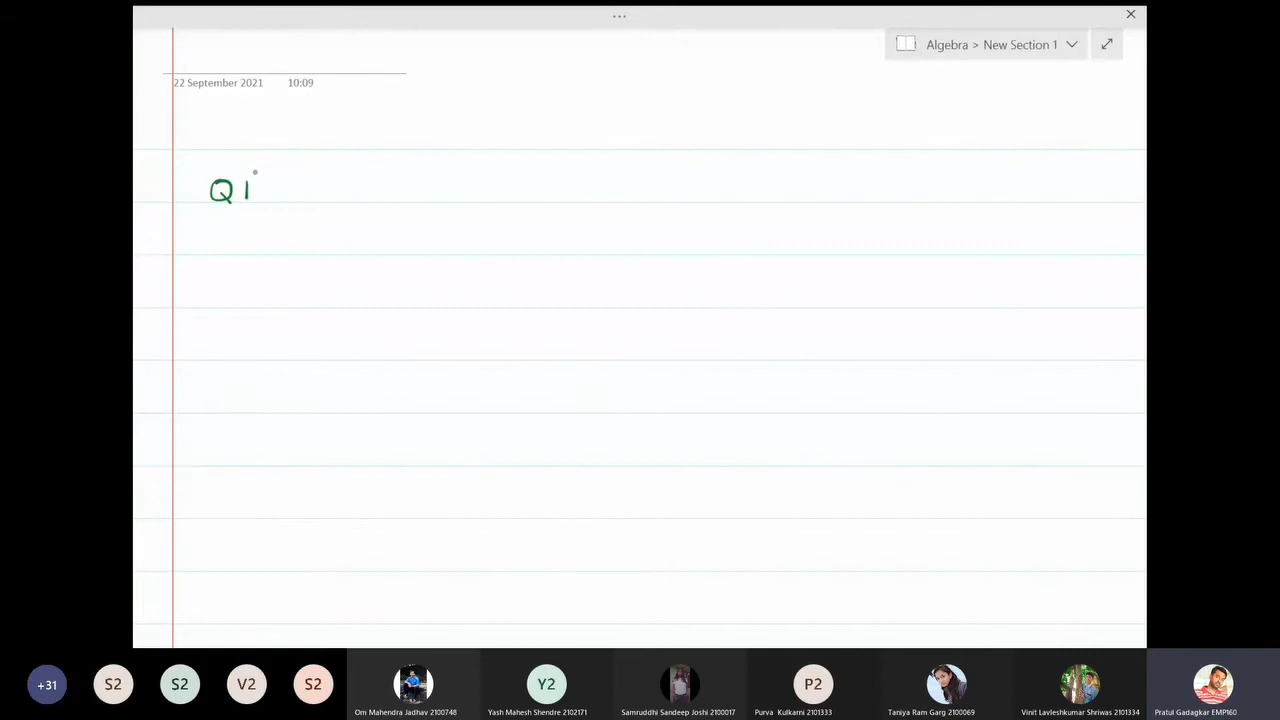 Algebra > New Section 1
22 September 2021 10:09
Q 1
+31 S2 S2 V2 S2 Y2 P2
Om Mahendra Jadhav 2100748 Yash Mahesh Shendre 2102171 Samruddhi Sandeep Joshi 2100017 Purva Kulkarni 2101333 Taniya Ram Garg 2100069 Vinit Lavleshkumar Shriwas 2101334 Pratul Gadagkar EMP160